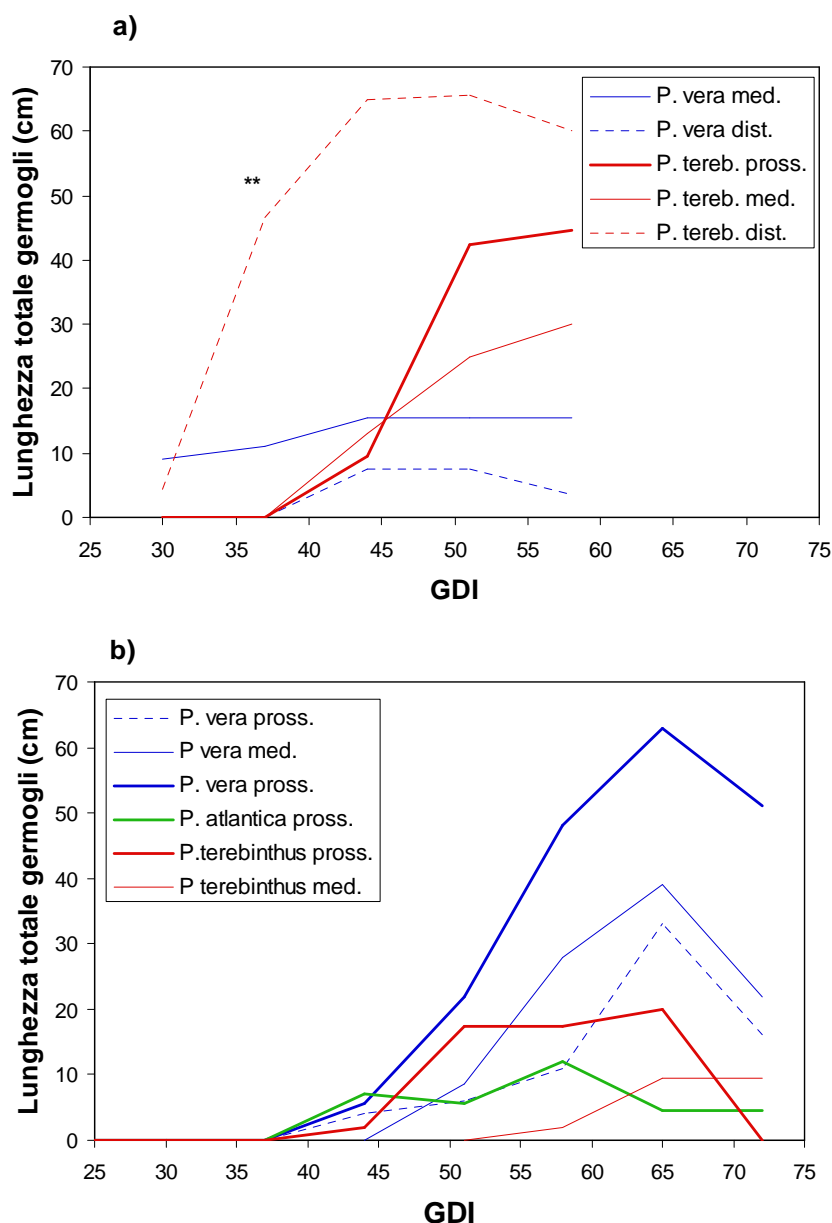 a)
Lunghezza totale germogli (cm)
70
60
50
40
30
20
10
0
**
P. vera med.
P. vera dist.
P. tereb. pross.
P. tereb. med.
P. tereb. dist.
25 30 35 40 45 50 55 60 65 70 75
GDI
b)
Lunghezza totale germogli (cm)
70
60
50
40
30
20
10
0
P. vera pross.
P vera med.
P. vera pross.
P. atlantica pross.
P.terebinthus pross.
P terebinthus med.
25 30 35 40 45 50 55 60 65 70 75
GDI